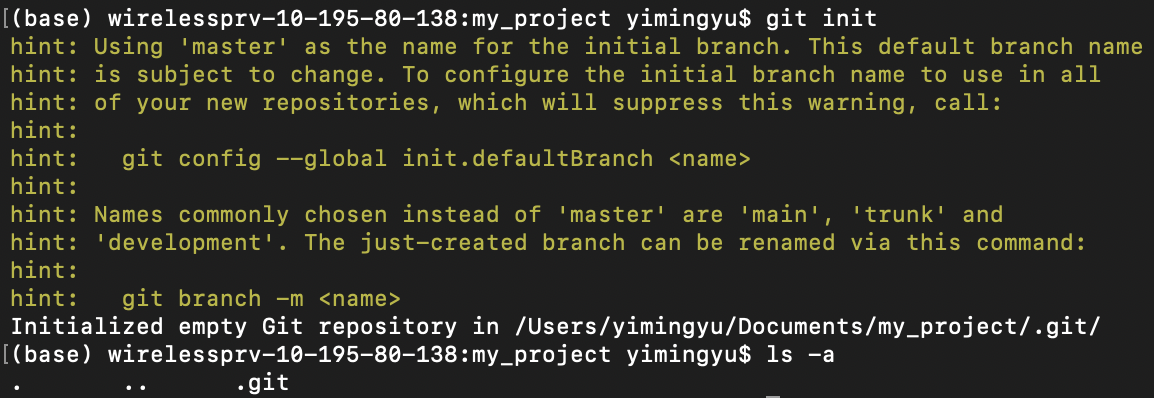 [(base) wirelessprv-10-195-80-138:my_project yimingyu$ git init
hint: Using 'master' as the name for the initial branch. This default branch name
hint: is subject to change. To configure the initial branch name to use in all
hint: of your new repositories, which will suppress this warning, call:
hint:
hint:   git config --global init.defaultBranch <name>
hint:
hint: Names commonly chosen instead of 'master' are 'main', 'trunk' and
hint: 'development'. The just-created branch can be renamed via this command:
hint:
hint:   git branch -m <name>
Initialized empty Git repository in /Users/yimingyu/Documents/my_project/.git/
[(base) wirelessprv-10-195-80-138:my_project yimingyu$ ls -a
.       ..      .git